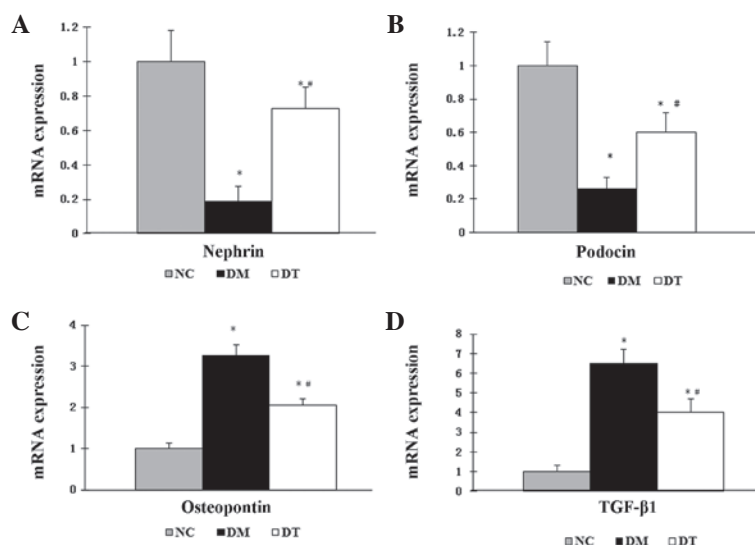 A
mRNA expression
1.2
1
0.8
0.6
0.4
0.2
0
*
* #
Nephrin
NC DM DT
B
mRNA expression
1.2
1
0.8
0.6
0.4
0.2
0
*
* #
Podocin
NC DM DT
C
mRNA expression
4
3
2
1
0
*
* #
Osteopontin
NC DM DT
D
mRNA expression
8
7
6
5
4
3
2
1
0
*
* #
TGF-β1
NC DM DT